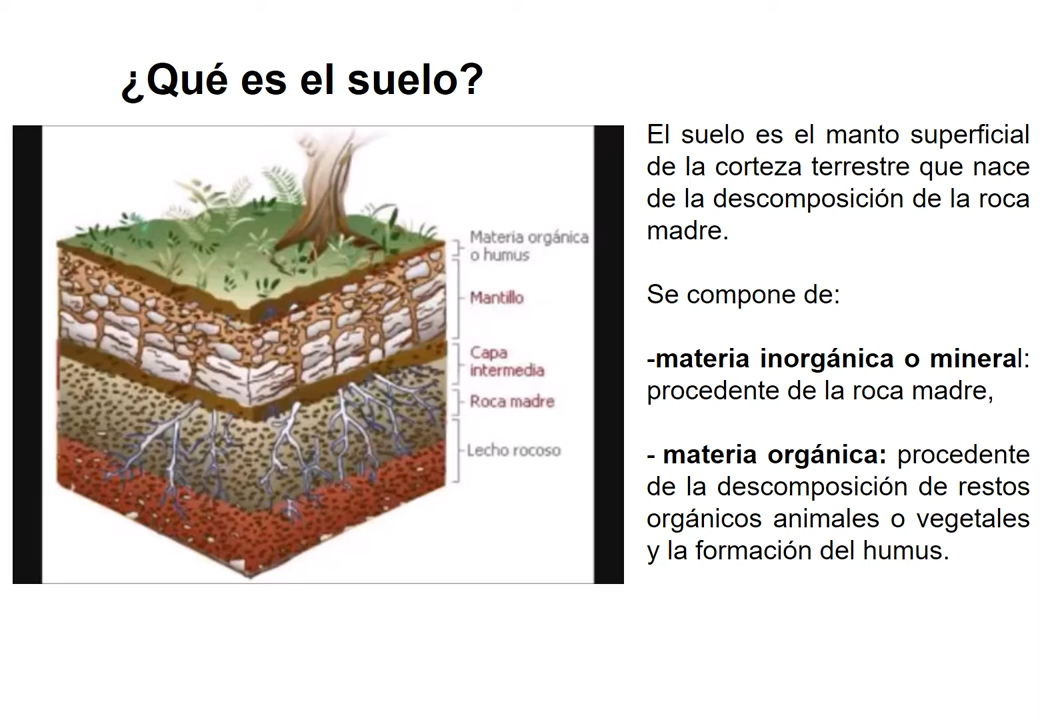 ¿Qué es el suelo?
Materia orgánica
o humus
Mantillo
Capa
intermedia
Roca madre
Lecho rocoso
El suelo es el manto superficial
de la corteza terrestre que nace
de la descomposición de la roca
madre.
Se compone de:
-materia inorgánica o mineral:
procedente de la roca madre,
- materia orgánica: procedente
de la descomposición de restos
orgánicos animales o vegetales
y la formación del humus.